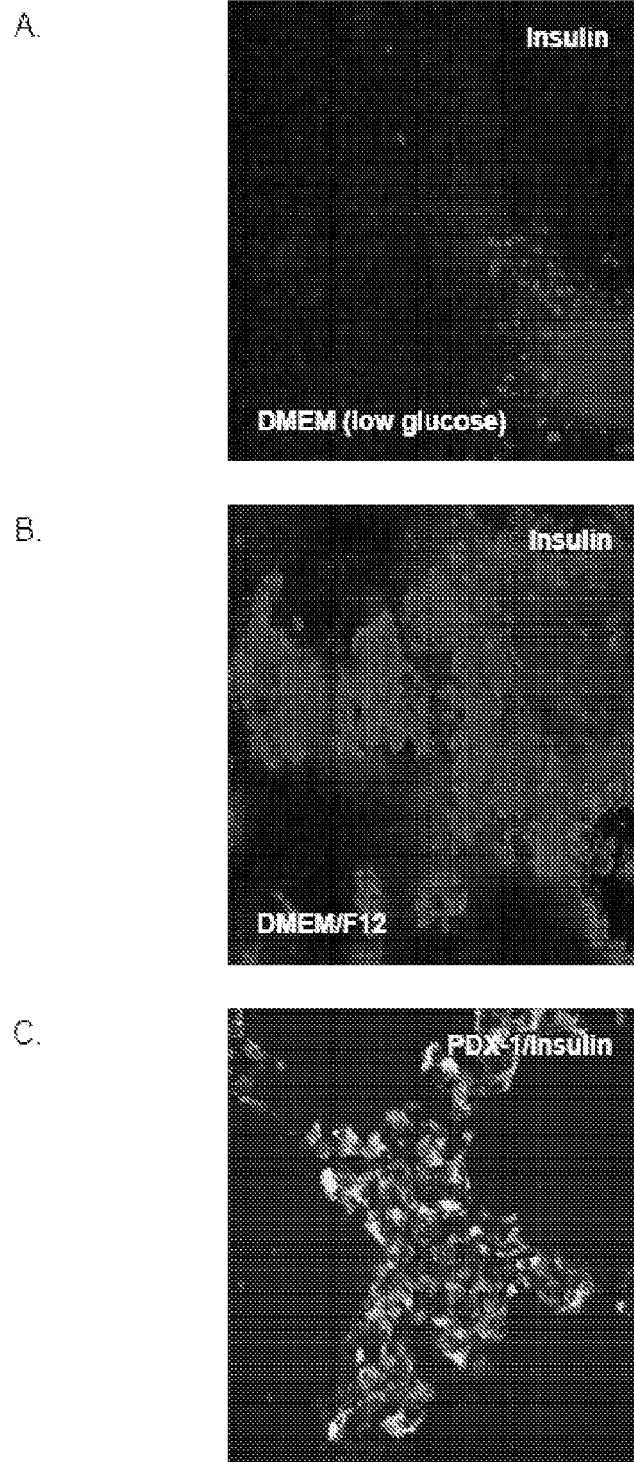 A.
Insulin
DMEM (low glucose)
B.
Insulin
DMEM/F12
C.
PDX-1/Insulin